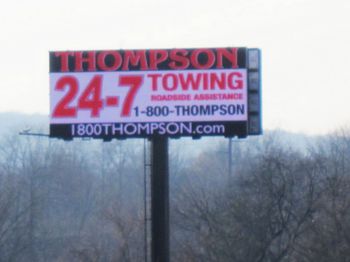 THOMPSON
24-7 TOWING
ROADSIDE ASSISTANCE
1-800-THOMPSON
1800THOMPSON.com